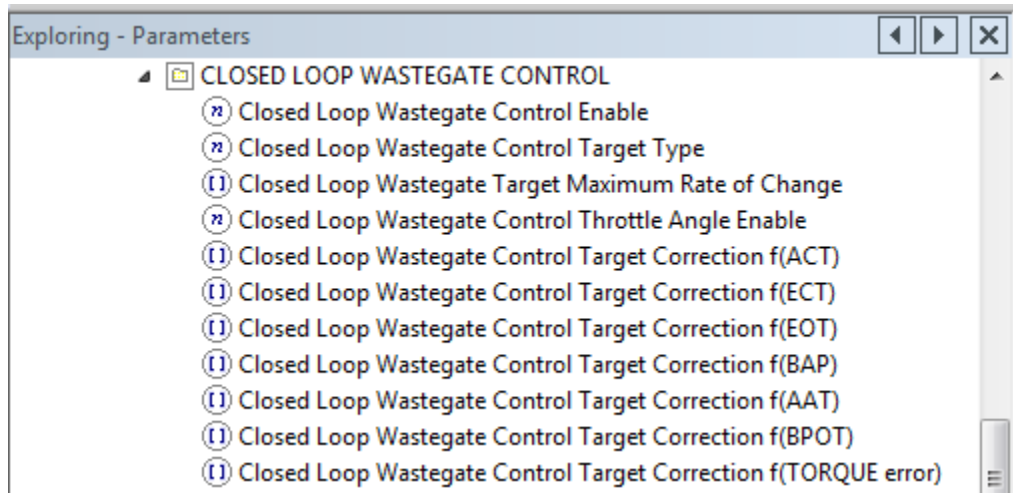 Exploring - Parameters
CLOSED LOOP WASTEGATE CONTROL
n Closed Loop Wastegate Control Enable
n Closed Loop Wastegate Control Target Type
[ ] Closed Loop Wastegate Target Maximum Rate of Change
n Closed Loop Wastegate Control Throttle Angle Enable
[ ] Closed Loop Wastegate Control Target Correction f(ACT)
[ ] Closed Loop Wastegate Control Target Correction f(ECT)
[ ] Closed Loop Wastegate Control Target Correction f(EOT)
[ ] Closed Loop Wastegate Control Target Correction f(BAP)
[ ] Closed Loop Wastegate Control Target Correction f(AAT)
[ ] Closed Loop Wastegate Control Target Correction f(BPOT)
[ ] Closed Loop Wastegate Control Target Correction f(TORQUE error)